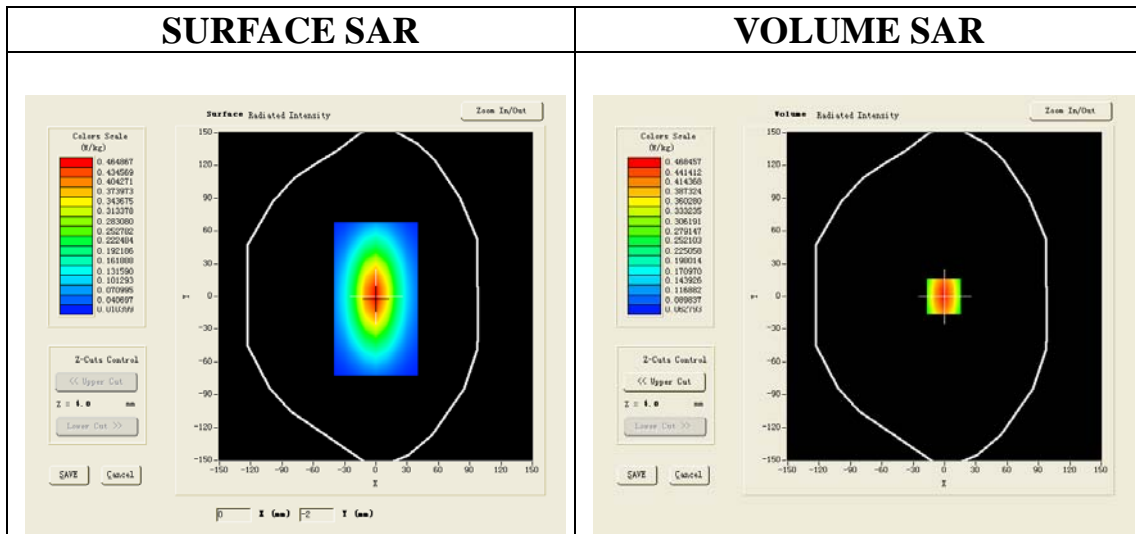 SURFACE SAR
Surface Radiated Intensity
Zoom In/Out
Colors Scale
(W/kg)
0.464867
0.434569
0.404271
0.373973
0.343675
0.313378
0.283080
0.252782
0.222484
0.192186
0.161888
0.131590
0.101293
0.070995
0.040697
0.010399
150
120
90
60
30
0
-30
-60
-90
-120
-150
Y
-150 -120 -90 -60 -30 0 30 60 90 120 150
X
Z-Cuts Control
<< Upper Cut
Z = 4.0 mm
Lower Cut >>
SAVE Cancel
0 X (mm) -2 Y (mm)
VOLUME SAR
Volume Radiated Intensity
Zoom In/Out
Colors Scale
(W/kg)
0.468457
0.441412
0.414368
0.387324
0.360280
0.333235
0.306191
0.279147
0.252103
0.225058
0.198014
0.170970
0.143926
0.116882
0.089837
0.062793
150
120
90
60
30
0
-30
-60
-90
-120
-150
Y
-150 -120 -90 -60 -30 0 30 60 90 120 150
X
Z-Cuts Control
<< Upper Cut
Z = 4.0 mm
Lower Cut >>
SAVE Cancel